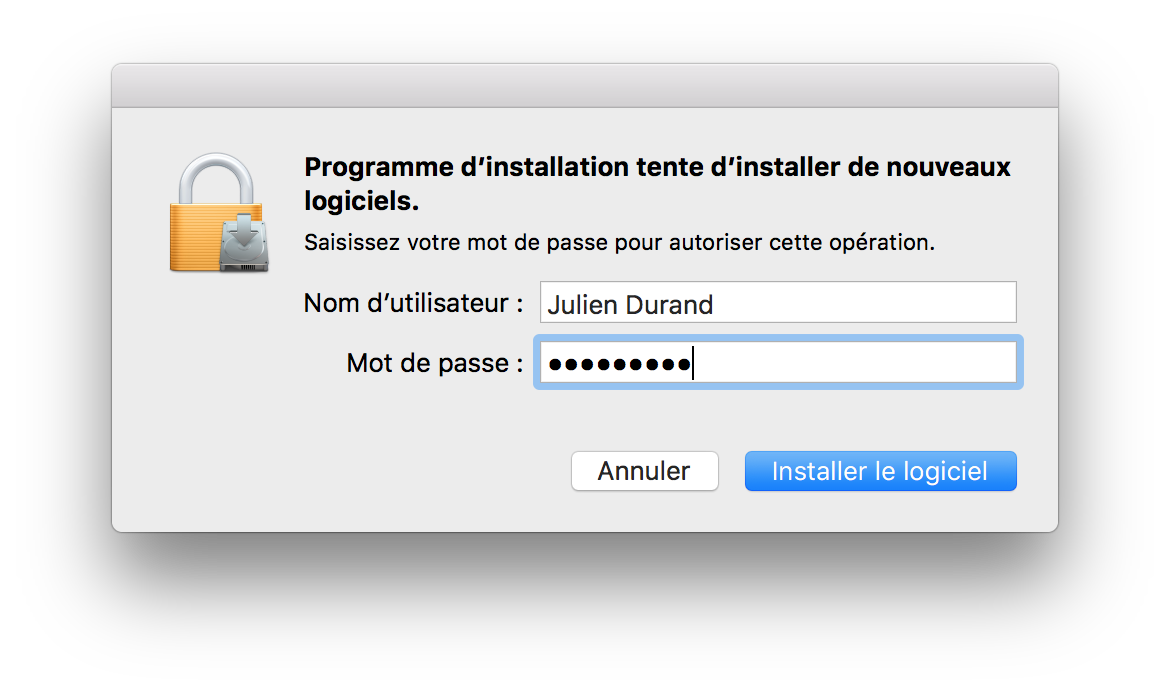 Programme d’installation tente d’installer de nouveaux
logiciels.
Saisissez votre mot de passe pour autoriser cette opération.
Nom d’utilisateur : Julien Durand
Mot de passe : •••••••••
Annuler Installer le logiciel